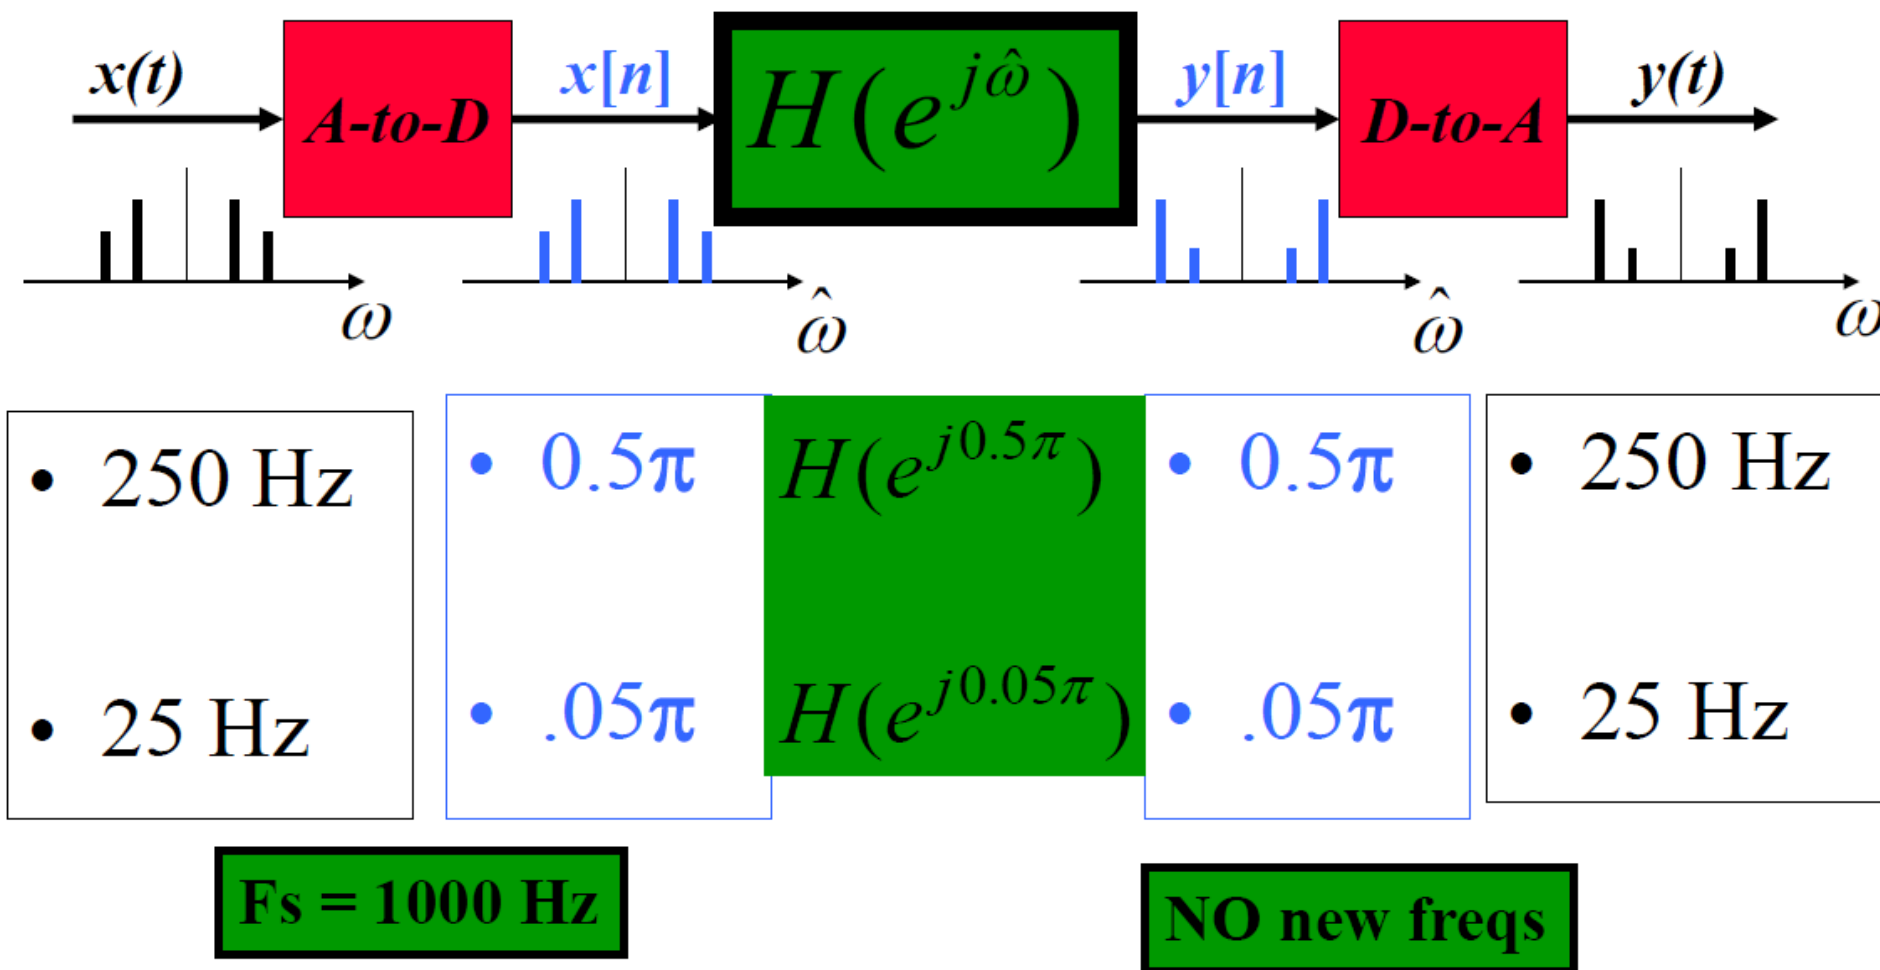 x(t)
A-to-D
x[n]
H(e^{jω̂})
y[n]
D-to-A
y(t)
ω
ω̂
ω̂
ω
• 250 Hz
• 25 Hz
• 0.5π
• .05π
H(e^{j0.5π})
H(e^{j0.05π})
• 0.5π
• .05π
• 250 Hz
• 25 Hz
Fs = 1000 Hz
NO new freqs